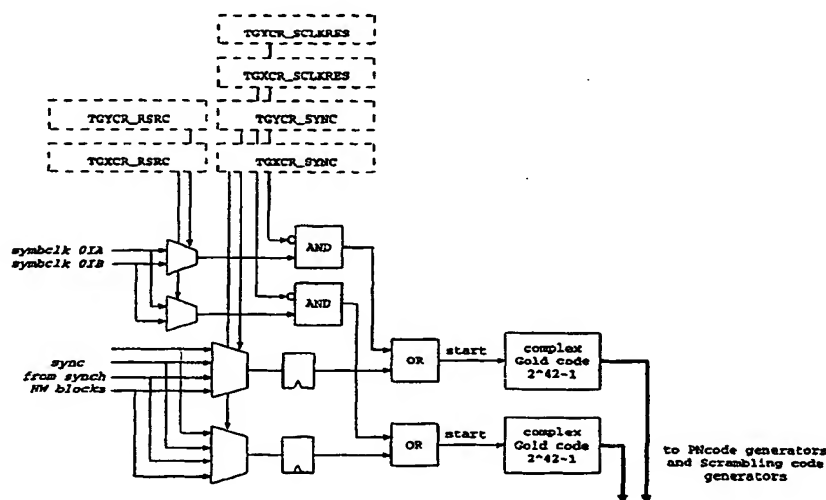 TGYCR_SCLKRES
TGXCR_SCLKRES
TGYCR_RSRC
TGYCR_SYNC
TGXCR_RSRC
TGXCR_SYNC
symbclk OIA
symbclk OIB
AND
AND
sync
from synch
HW blocks
OR
start
complex
Gold code
2^42-1
OR
start
complex
Gold code
2^42-1
to PNcode generators
and Scrambling code
generators